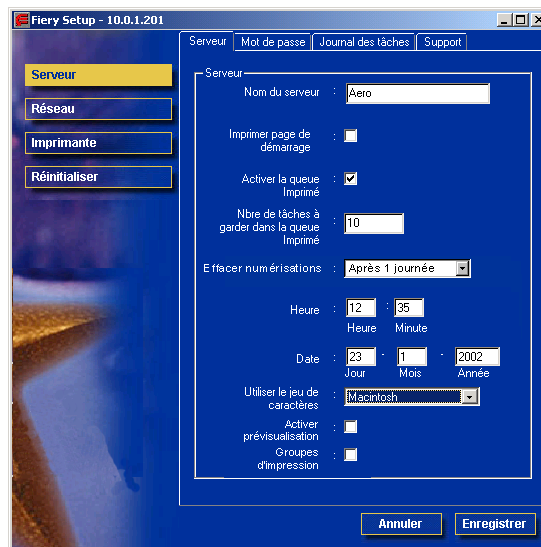 Fiery Setup - 10.0.1.201
Serveur
Réseau
Imprimante
Réinitialiser
Serveur Mot de passe Journal des tâches Support
Serveur
Nom du serveur : Aero
Imprimer page de
démarrage :
Activer la queue
Imprimé :
Nbre de tâches à
garder dans la queue
Imprimé : 10
Effacer numérisations : Après 1 journée
Heure : 12 : 35
Heure Minute
Date : 23 - 1 - 2002
Jour Mois Année
Utiliser le jeu de
caractères : Macintosh
Activer
prévisualisation :
Groupes
d'impression :
Annuler Enregistrer